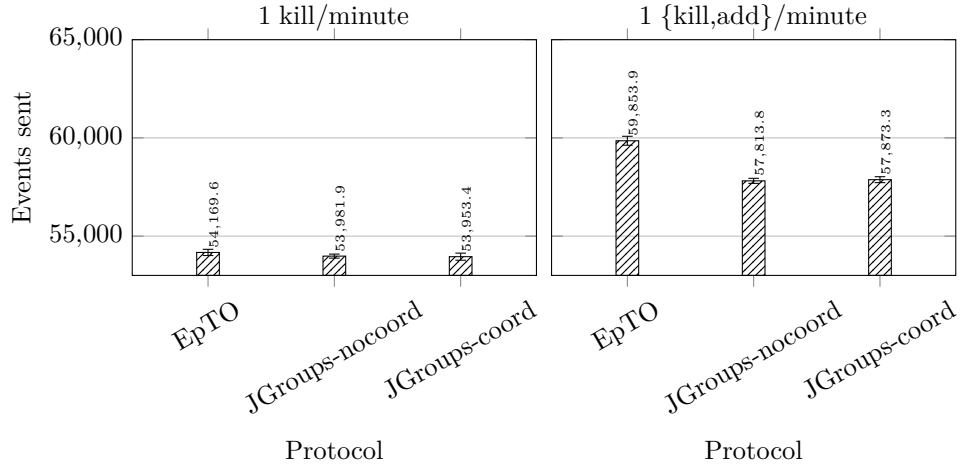 1 kill/minute
1 {kill,add}/minute
Events sent
65,000
60,000
55,000
54,169.6
53,981.9
53,953.4
59,853.9
57,813.8
57,873.3
EpTO
JGroups-nocoord
JGroups-coord
EpTO
JGroups-nocoord
JGroups-coord
Protocol
Protocol